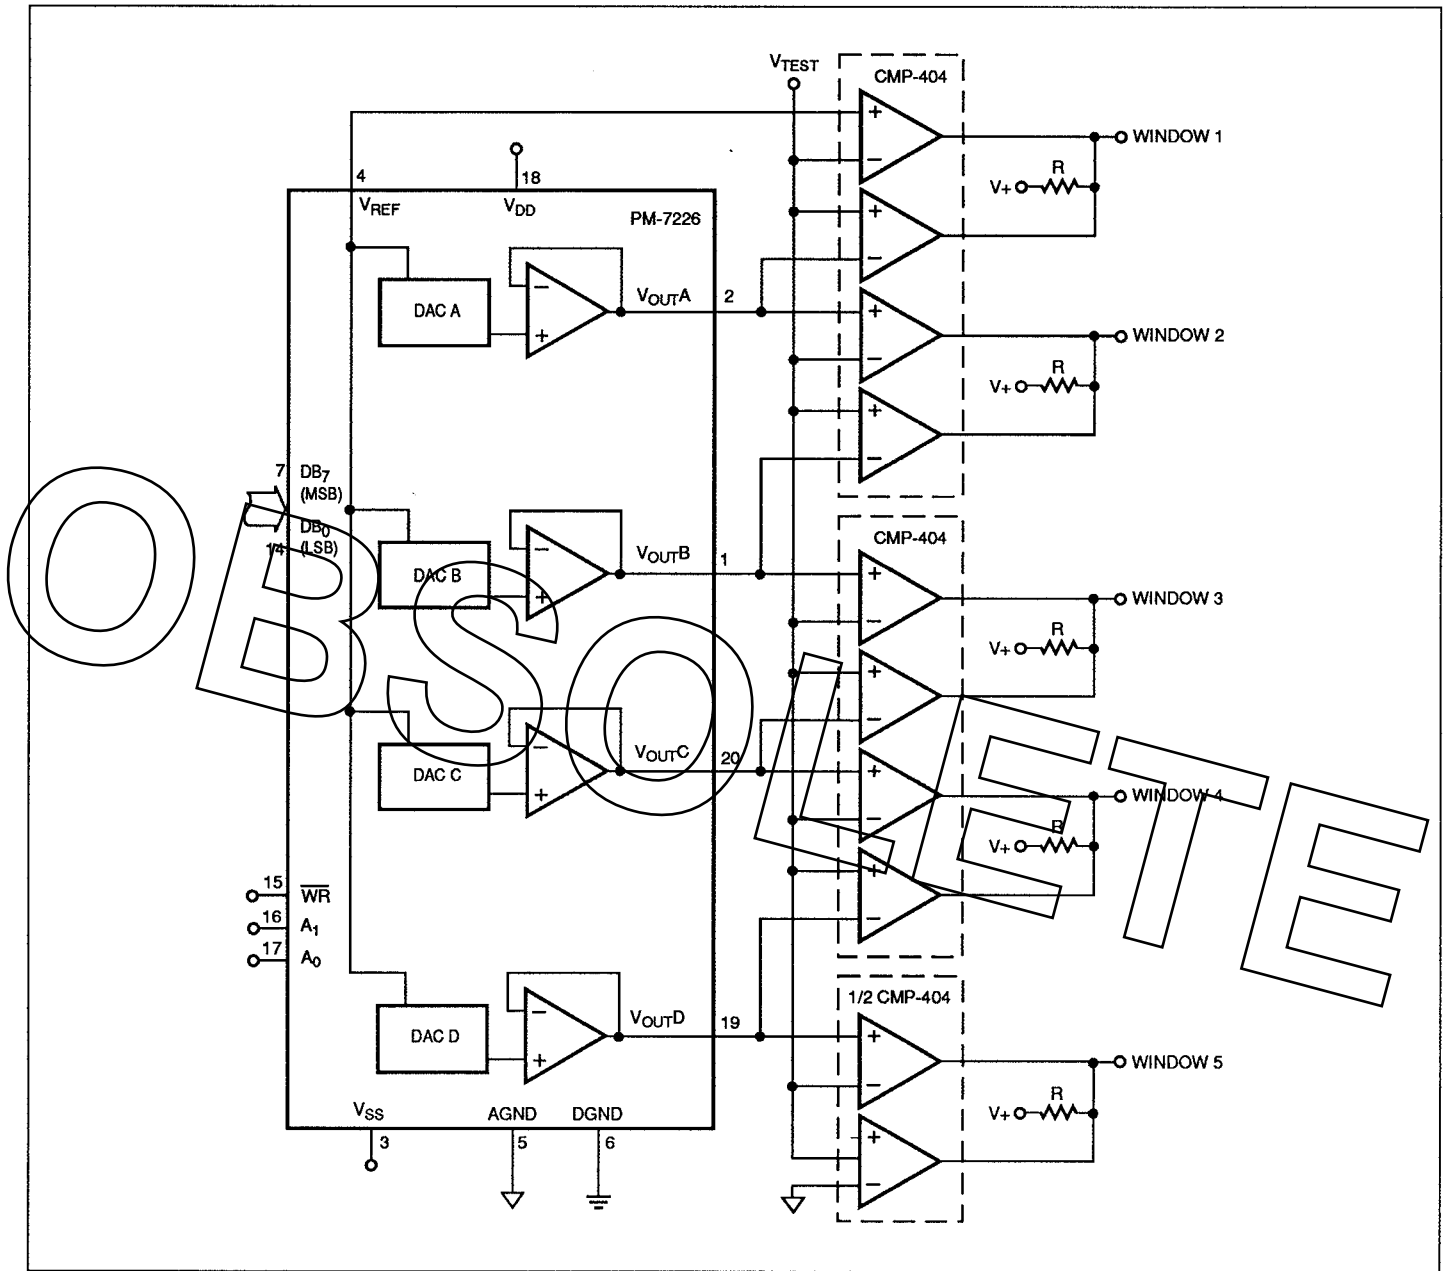 VTEST
CMP-404
+
−
WINDOW 1
R
V+
4
18
VREF
VDD
PM-7226
+
−
DAC A
−
+
VOUTA
2
+
−
WINDOW 2
R
V+
+
−
7
DB7
(MSB)
DB0
(LSB)
14
DAC B
−
+
VOUTB
1
CMP-404
+
−
WINDOW 3
R
V+
+
−
DAC C
−
+
VOUTC
20
+
−
WINDOW 4
R
V+
+
−
15
WR
16
A1
17
A0
DAC D
−
+
VOUTD
19
1/2 CMP-404
+
−
WINDOW 5
R
V+
+
−
VSS
3
AGND
5
DGND
6
OBSOLETE